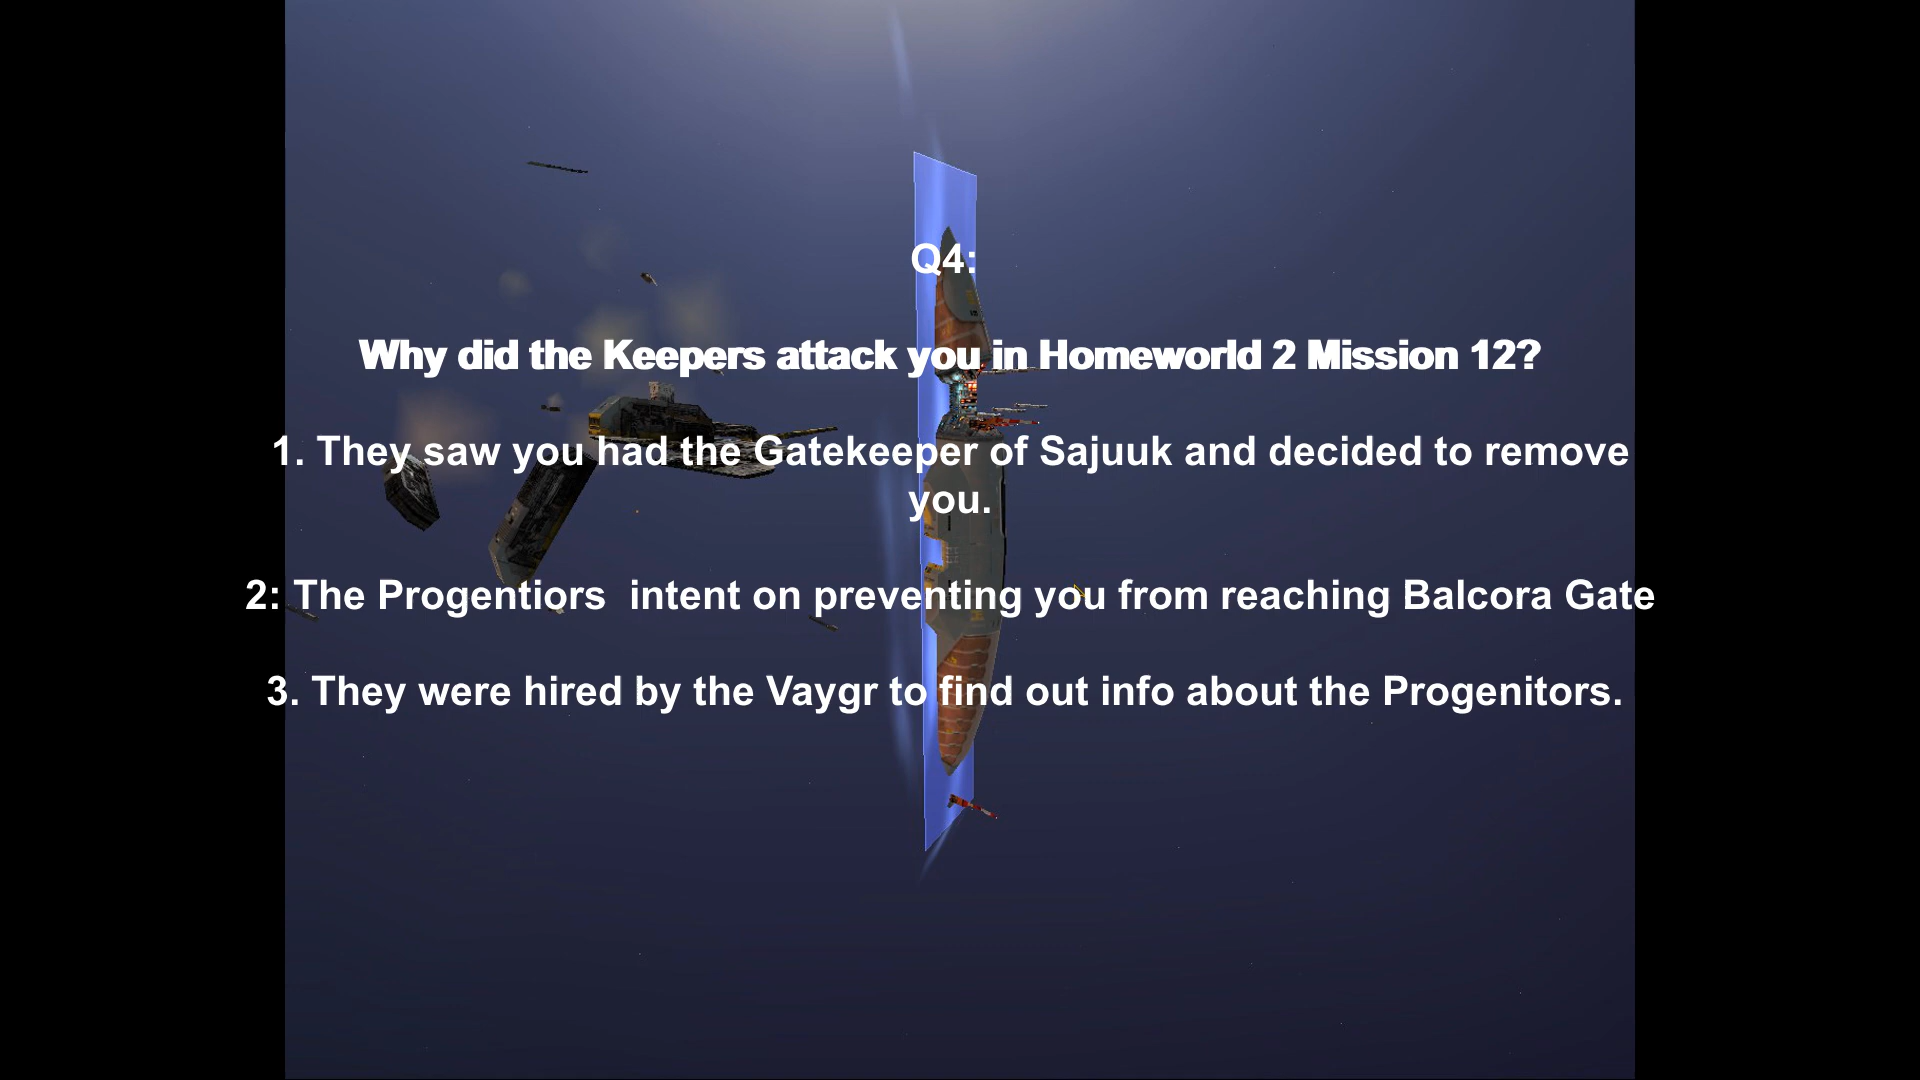 Q4:
Why did the Keepers attack you in Homeworld 2 Mission 12?
1. They saw you had the Gatekeeper of Sajuuk and decided to remove
you.
2: The Progentiors  intent on preventing you from reaching Balcora Gate
3. They were hired by the Vaygr to find out info about the Progenitors.